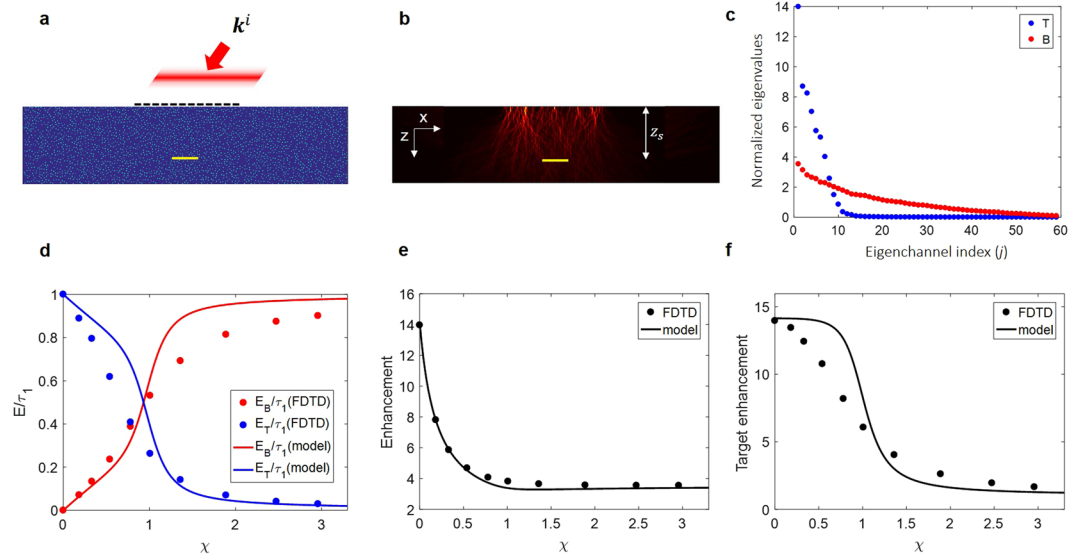 a
k^i
b
x
z
z_s
c
Normalized eigenvalues
14
12
10
8
6
4
2
0
T
B
0 10 20 30 40 50 60
Eigenchannel index (j)
d
E/τ_1
1
0.8
0.6
0.4
0.2
0
E_B/τ_1(FDTD)
E_T/τ_1(FDTD)
E_B/τ_1(model)
E_T/τ_1(model)
0 1 2 3
χ
e
Enhancement
16
14
12
10
8
6
4
2
0
FDTD
model
0 0.5 1 1.5 2 2.5 3
χ
f
Target enhancement
15
10
5
0
FDTD
model
0 0.5 1 1.5 2 2.5 3
χ